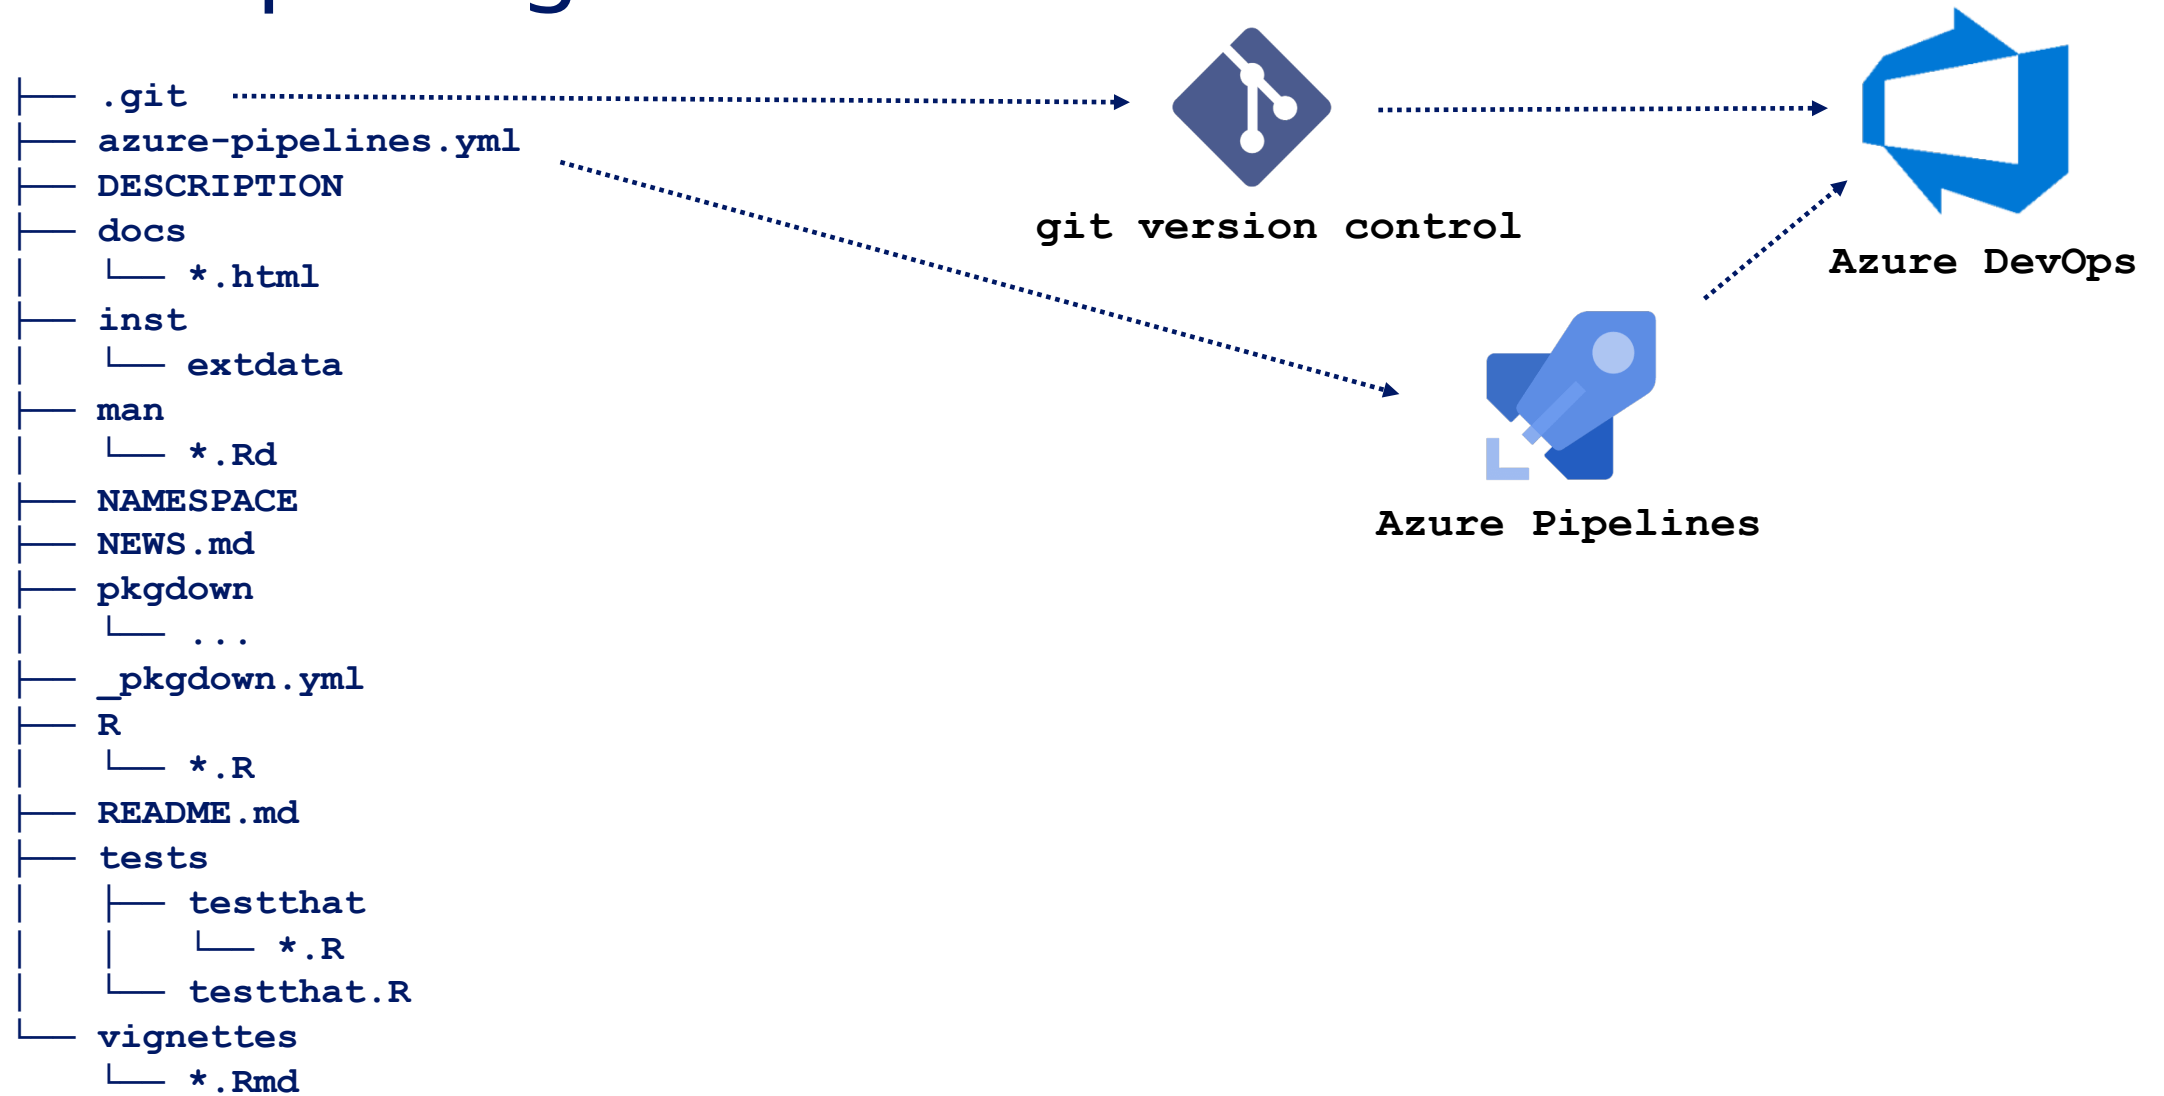 ├── .git
├── azure-pipelines.yml
├── DESCRIPTION
├── docs
│   └── *.html
├── inst
│   └── extdata
├── man
│   └── *.Rd
├── NAMESPACE
├── NEWS.md
├── pkgdown
│   └── ...
├── _pkgdown.yml
├── R
│   └── *.R
├── README.md
├── tests
│   ├── testthat
│   │   └── *.R
│   └── testthat.R
└── vignettes
    └── *.Rmd
git version control
Azure DevOps
Azure Pipelines